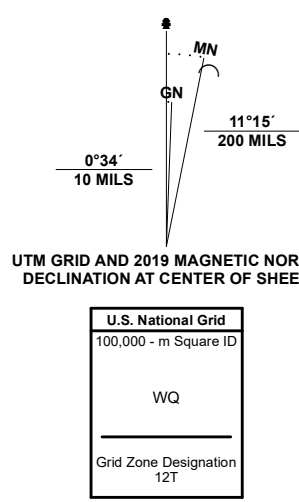 MN
GN
11°15´
200 MILS
0°34´
10 MILS
UTM GRID AND 2019 MAGNETIC NOR
DECLINATION AT CENTER OF SHEE
U.S. National Grid
100,000 - m Square ID
WQ
Grid Zone Designation
12T